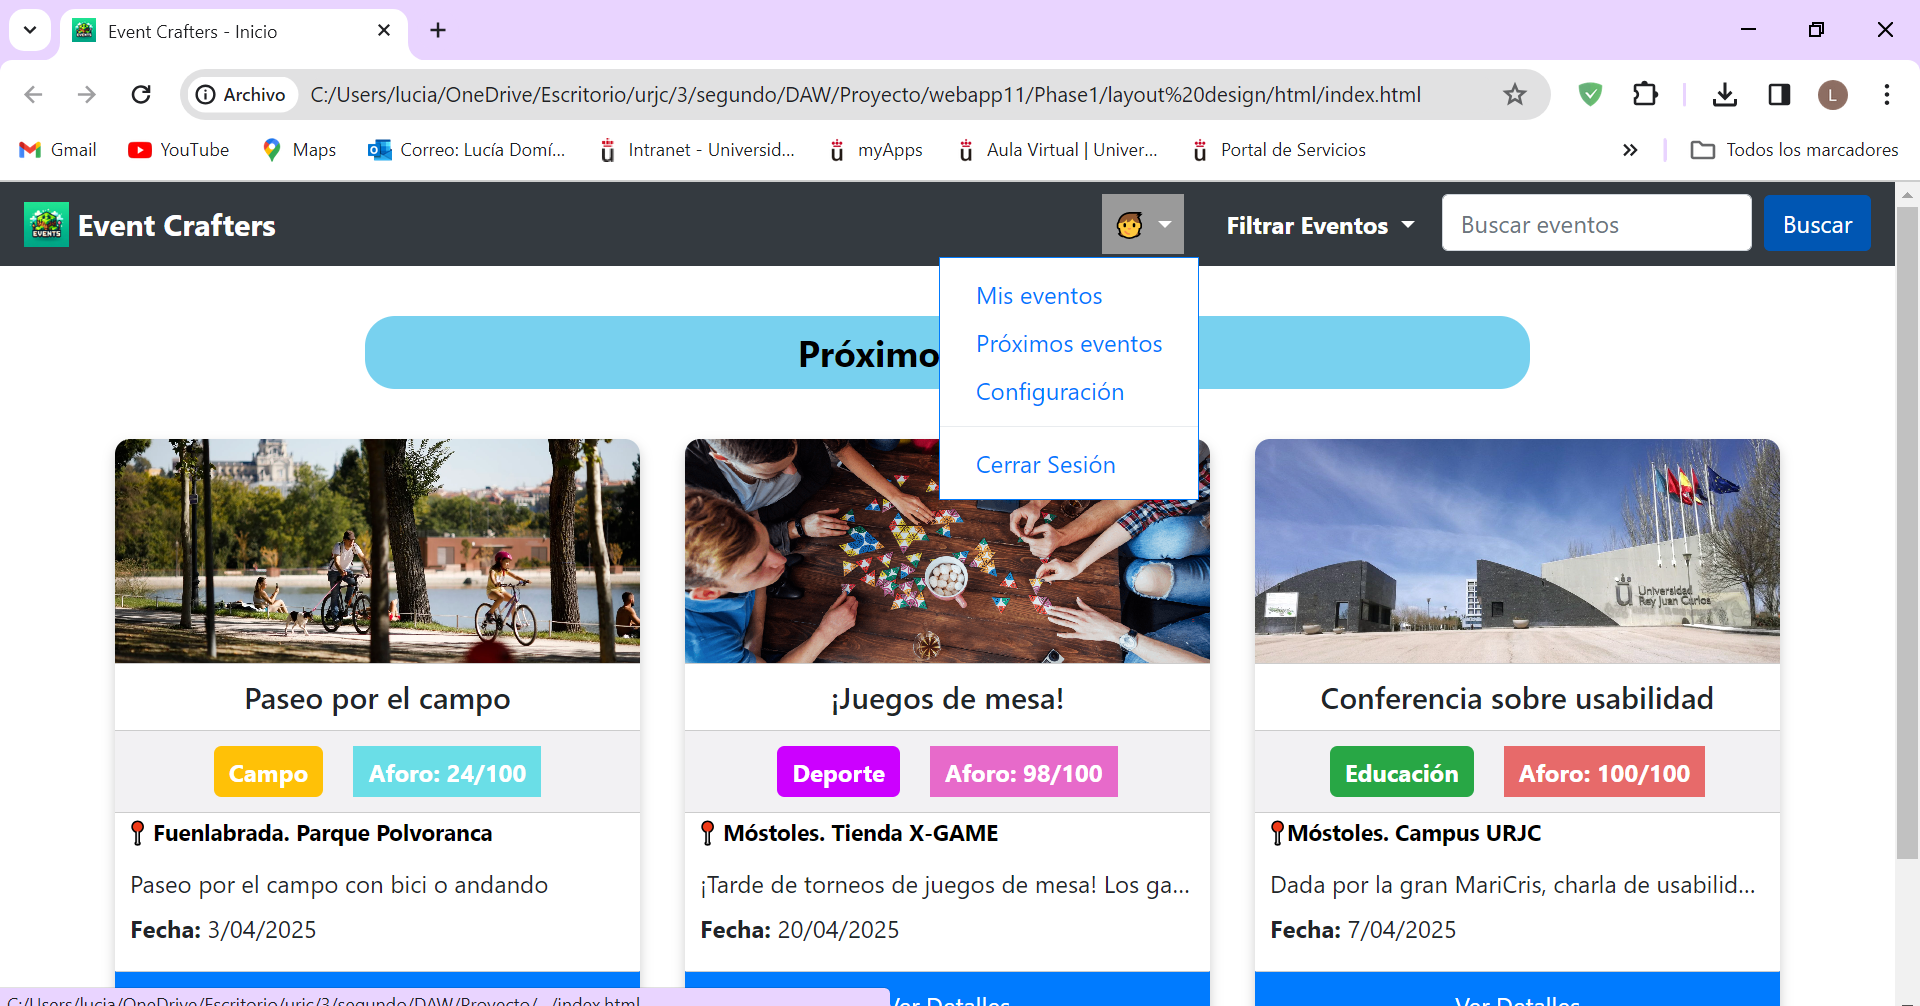 Event Crafters - Inicio
Archivo
C:/Users/lucia/OneDrive/Escritorio/urjc/3/segundo/DAW/Proyecto/webapp11/Phase1/layout%20design/html/index.html
L
Gmail
YouTube
Maps
Correo: Lucía Domí...
Intranet - Universid...
myApps
Aula Virtual | Univer...
Portal de Servicios
Todos los marcadores
EVENTS
Event Crafters
Filtrar Eventos
Buscar eventos
Buscar
Mis eventos
Próximos eventos
Configuración
Cerrar Sesión
Próximo
Universidad
Rey Juan Carlos
Paseo por el campo
Campo
Aforo: 24/100
Fuenlabrada. Parque Polvoranca
Paseo por el campo con bici o andando
Fecha: 3/04/2025
¡Juegos de mesa!
Deporte
Aforo: 98/100
Móstoles. Tienda X-GAME
¡Tarde de torneos de juegos de mesa! Los ga...
Fecha: 20/04/2025
Ver Detalles
Conferencia sobre usabilidad
Educación
Aforo: 100/100
Móstoles. Campus URJC
Dada por la gran MariCris, charla de usabilid...
Fecha: 7/04/2025
Ver Detalles
C:/Users/lucia/OneDrive/Escritorio/urjc/3/segundo/DAW/Proyecto/.../index.html